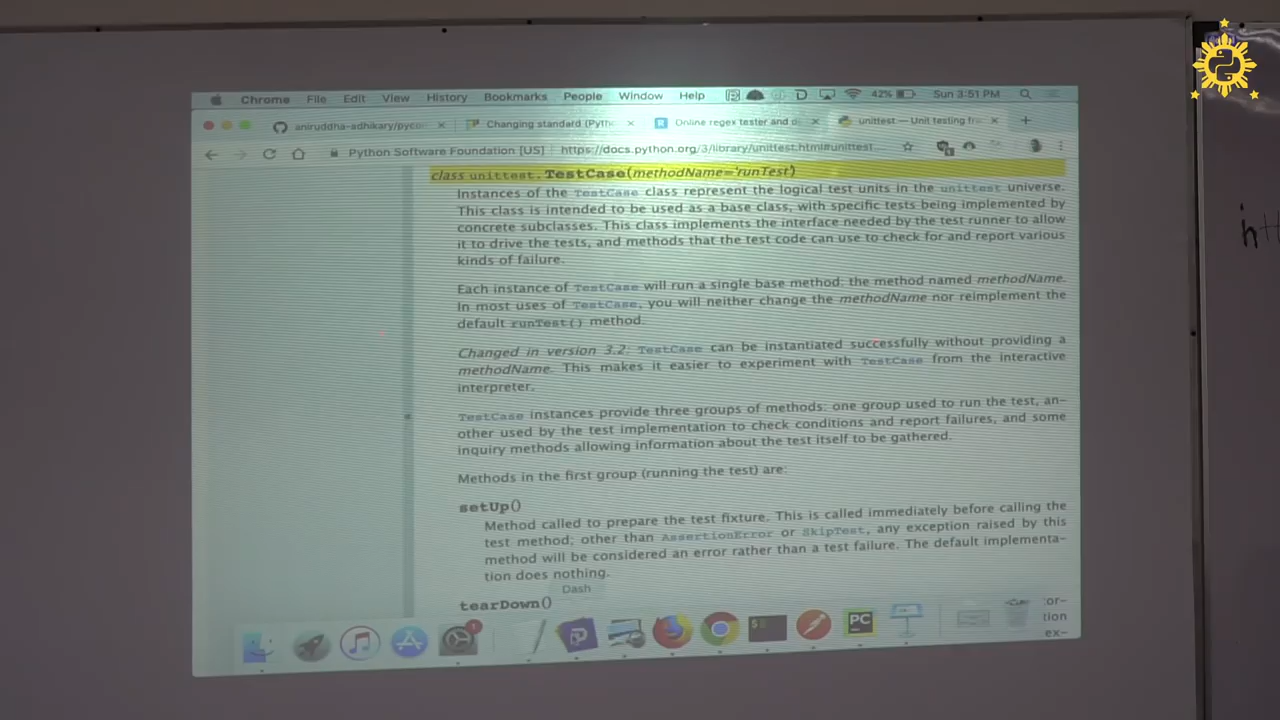 Chrome File Edit View History Bookmarks People Window Help 42% Sun 3:51 PM
aniruddha-adhikary/pyco Changing standard (Pyth Online regex tester and d unittest — Unit testing fra
Python Software Foundation [US] https://docs.python.org/3/library/unittest.html#unittest...
class unittest.TestCase(methodName='runTest')
Instances of the TestCase class represent the logical test units in the unittest universe.
This class is intended to be used as a base class, with specific tests being implemented by
concrete subclasses. This class implements the interface needed by the test runner to allow
it to drive the tests, and methods that the test code can use to check for and report various
kinds of failure.
Each instance of TestCase will run a single base method: the method named methodName.
In most uses of TestCase, you will neither change the methodName nor reimplement the
default runTest() method.
Changed in version 3.2: TestCase can be instantiated successfully without providing a
methodName. This makes it easier to experiment with TestCase from the interactive
interpreter.
TestCase instances provide three groups of methods: one group used to run the test, an-
other used by the test implementation to check conditions and report failures, and some
inquiry methods allowing information about the test itself to be gathered.
Methods in the first group (running the test) are:
setUp()
Method called to prepare the test fixture. This is called immediately before calling the
test method; other than AssertionError or SkipTest, any exception raised by this
method will be considered an error rather than a test failure. The default implementa-
tion does nothing.
Dash
tearDown()
or-
tion
ex-
1
PC
htt